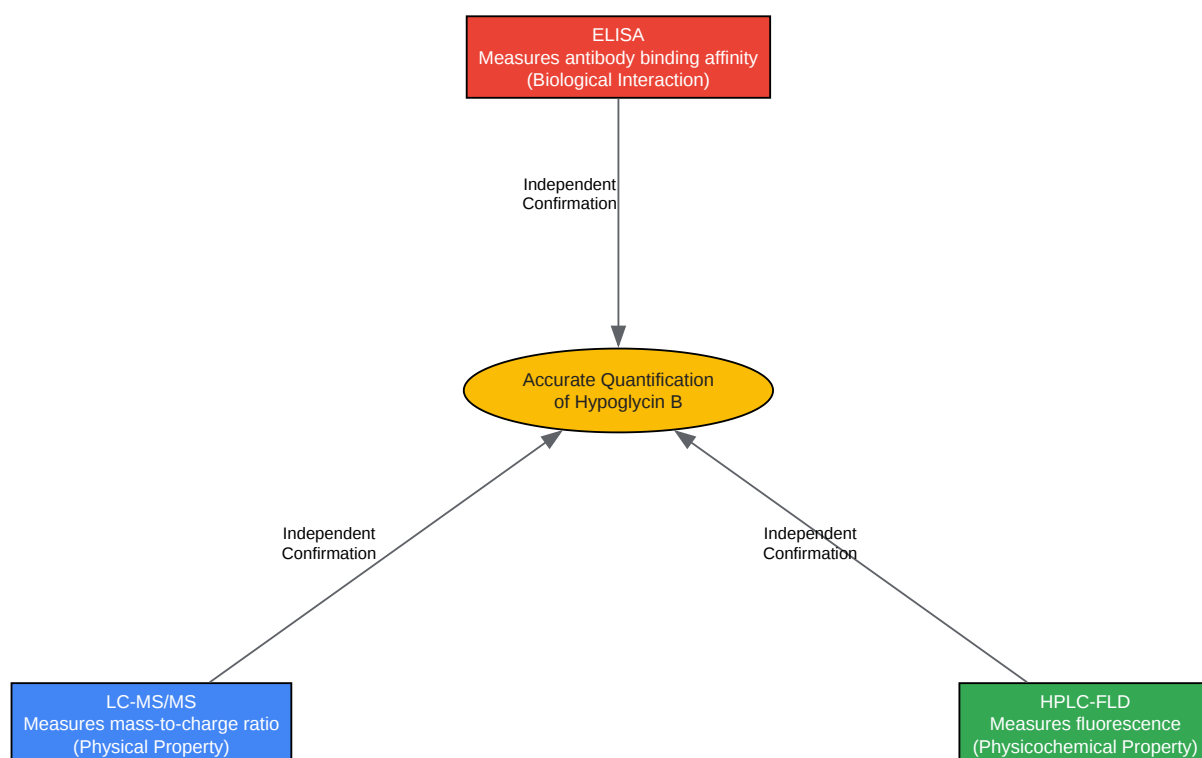 ELISA
Measures antibody binding affinity
(Biological Interaction)
Independent
Confirmation
Accurate Quantification
of Hypoglycin B
Independent
Confirmation
Independent
Confirmation
LC-MS/MS
Measures mass-to-charge ratio
(Physical Property)
HPLC-FLD
Measures fluorescence
(Physicochemical Property)